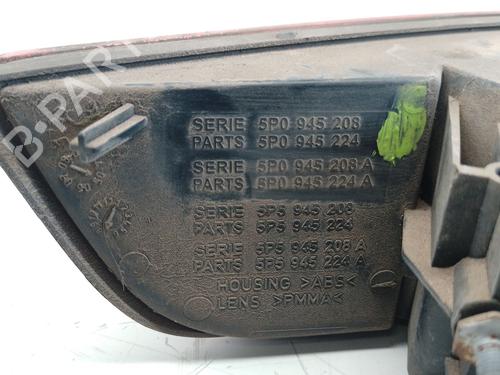 B-PARTS
SERIE 5P0 945 208
PARTS 5P0 945 224
SERIE 5P0 945 208 A
PARTS 5P0 945 224 A
SERIE 5P5 945 208
PARTS 5P5 945 224
SERIE 5P5 945 208 A
PARTS 5P5 945 224 A
HOUSING >ABS<
LENS >PMMA<